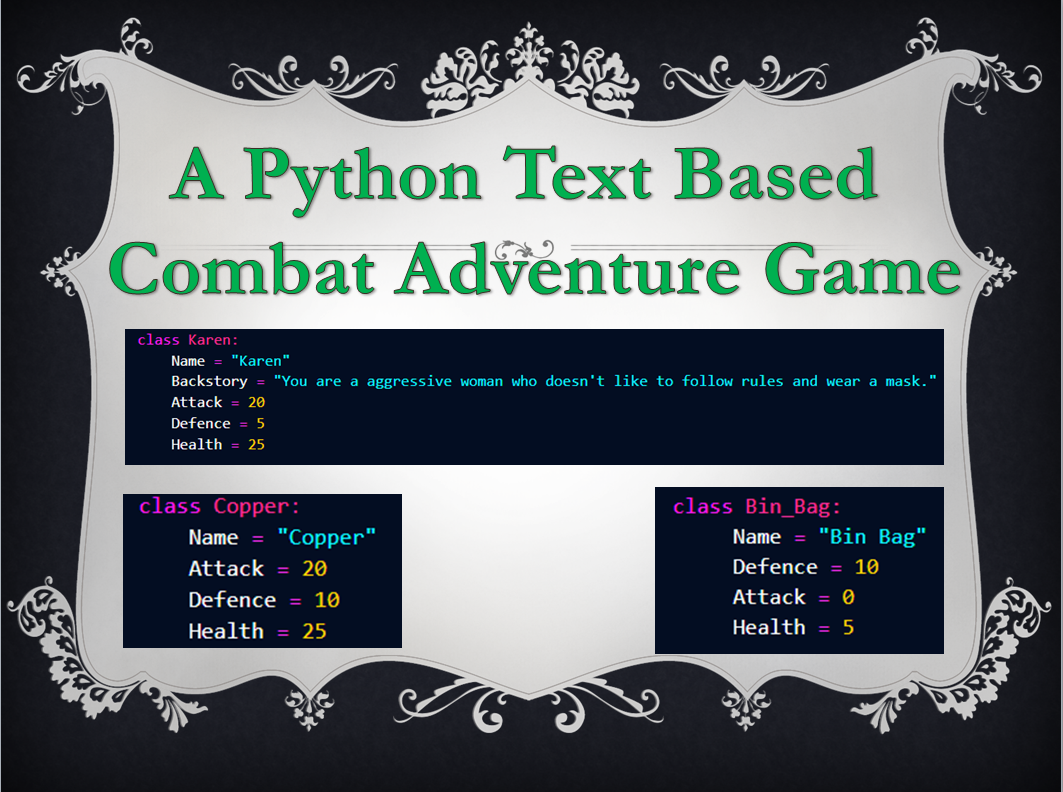 A Python Text Based
Combat Adventure Game
class Karen:
Name = "Karen"
Backstory = "You are a aggressive woman who doesn't like to follow rules and wear a mask."
Attack = 20
Defence = 5
Health = 25
class Copper:
Name = "Copper"
Attack = 20
Defence = 10
Health = 25
class Bin_Bag:
Name = "Bin Bag"
Defence = 10
Attack = 0
Health = 5